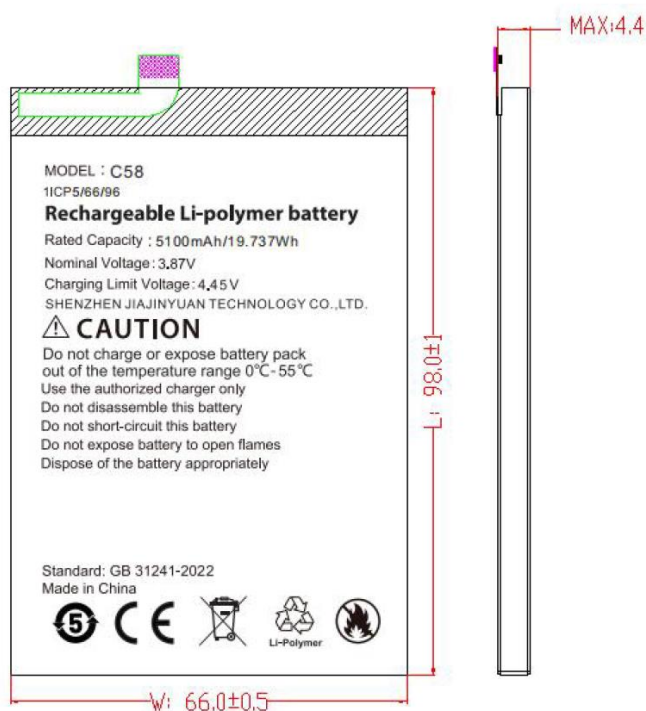 MAX:4.4
MODEL : C58
1ICP5/66/96
Rechargeable Li-polymer battery
Rated Capacity : 5100mAh/19.737Wh
Nominal Voltage:3.87V
Charging Limit Voltage:4.45V
SHENZHEN JIAJINYUAN TECHNOLOGY CO.,LTD.
CAUTION
Do not charge or expose battery pack
out of the temperature range 0℃-55℃
Use the authorized charger only
Do not disassemble this battery
Do not short-circuit this battery
Do not expose battery to open flames
Dispose of the battery appropriately
L: 98.0±1
Standard: GB 31241-2022
Made in China
5
CE
Li-Polymer
W: 66.0±0.5